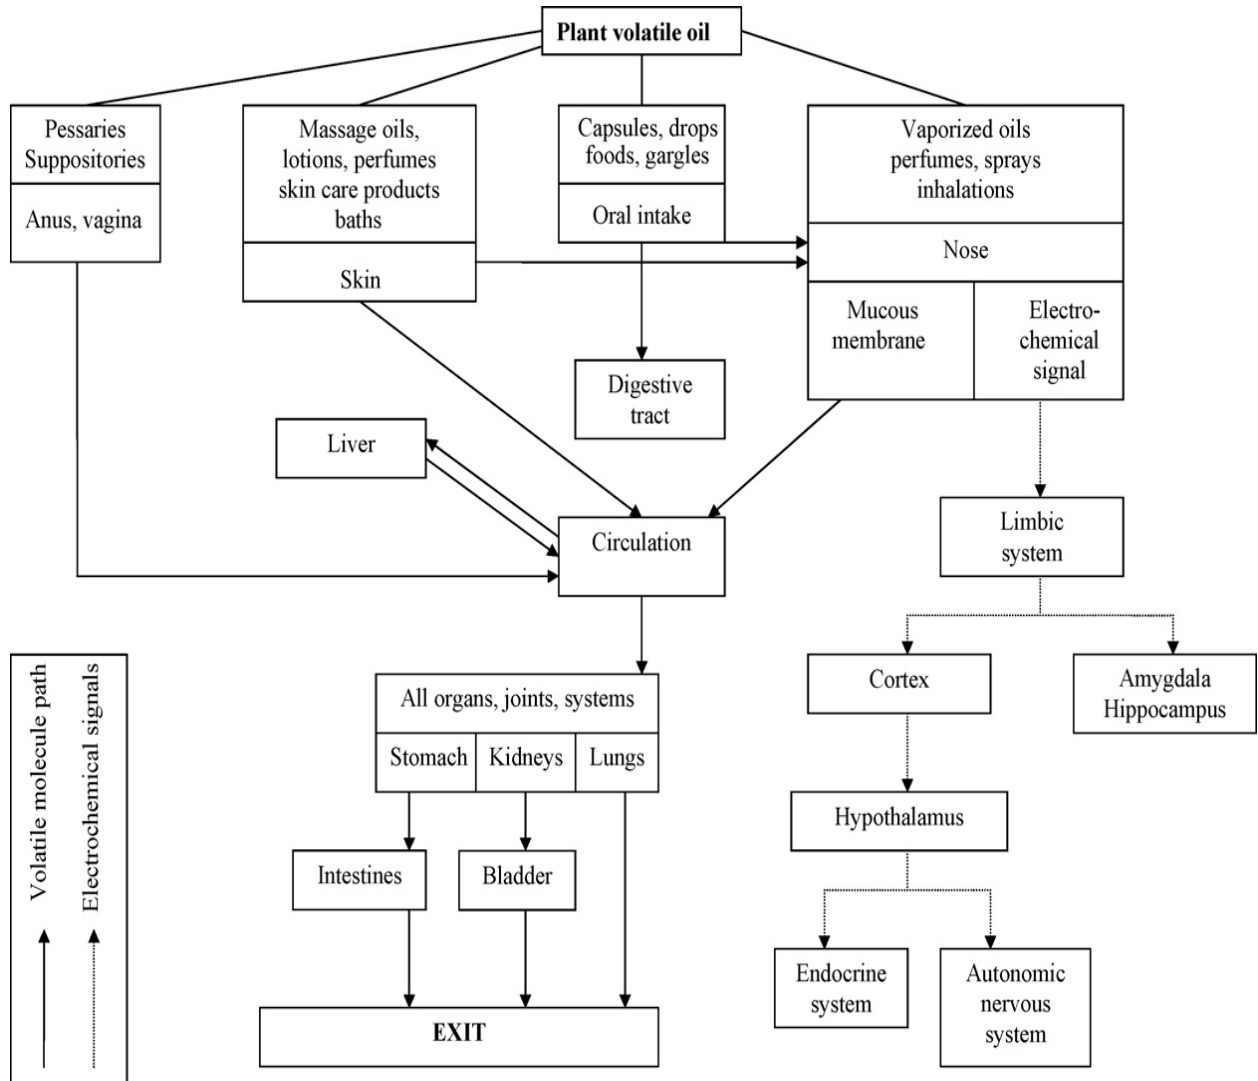 Plant volatile oil
Pessaries
Suppositories
Anus, vagina
Massage oils,
lotions, perfumes
skin care products
baths
Skin
Capsules, drops
foods, gargles
Oral intake
Vaporized oils
perfumes, sprays
inhalations
Nose
Mucous
membrane
Electro-
chemical
signal
Digestive
tract
Liver
Circulation
Limbic
system
Cortex
Amygdala
Hippocampus
All organs, joints, systems
Stomach
Kidneys
Lungs
Hypothalamus
Intestines
Bladder
Endocrine
system
Autonomic
nervous
system
EXIT
Volatile molecule path
Electrochemical signals